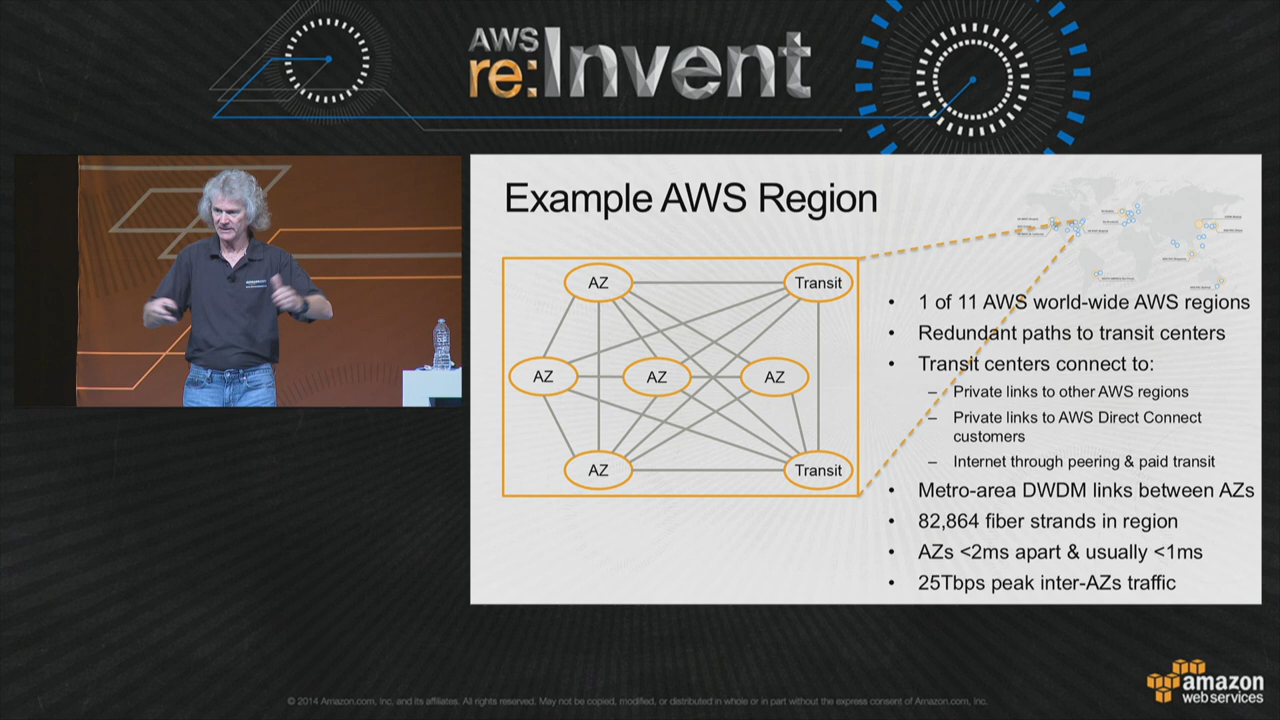 AWS
re:Invent
Example AWS Region
AZ
Transit
AZ
AZ
AZ
AZ
Transit
• 1 of 11 AWS world-wide AWS regions
• Redundant paths to transit centers
• Transit centers connect to:
– Private links to other AWS regions
– Private links to AWS Direct Connect
customers
– Internet through peering & paid transit
• Metro-area DWDM links between AZs
• 82,864 fiber strands in region
• AZs <2ms apart & usually <1ms
• 25Tbps peak inter-AZs traffic
© 2014 Amazon.com, Inc. and its affiliates. All rights reserved. May not be copied, modified, or distributed in whole or in part without the express consent of Amazon.com, Inc.
amazon
web services